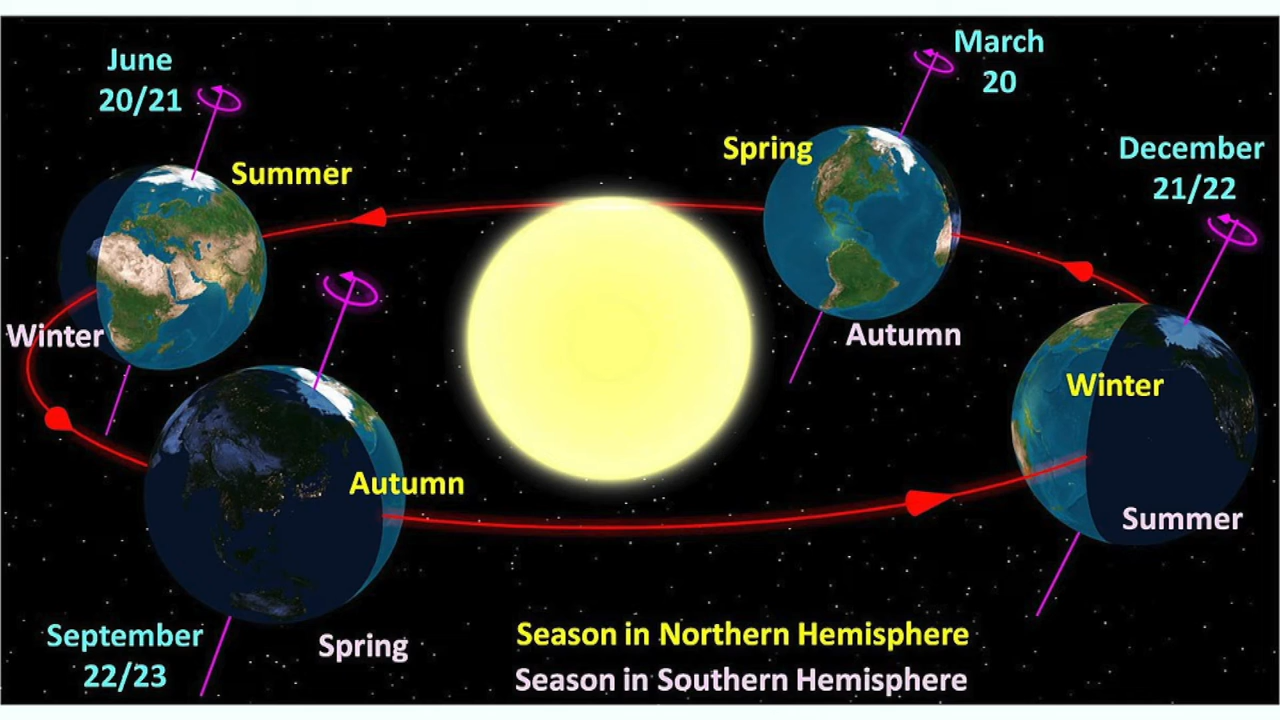 June
20/21
Summer
Winter
March
20
Spring
Autumn
December
21/22
Winter
Summer
Autumn
September
22/23
Spring
Season in Northern Hemisphere
Season in Southern Hemisphere